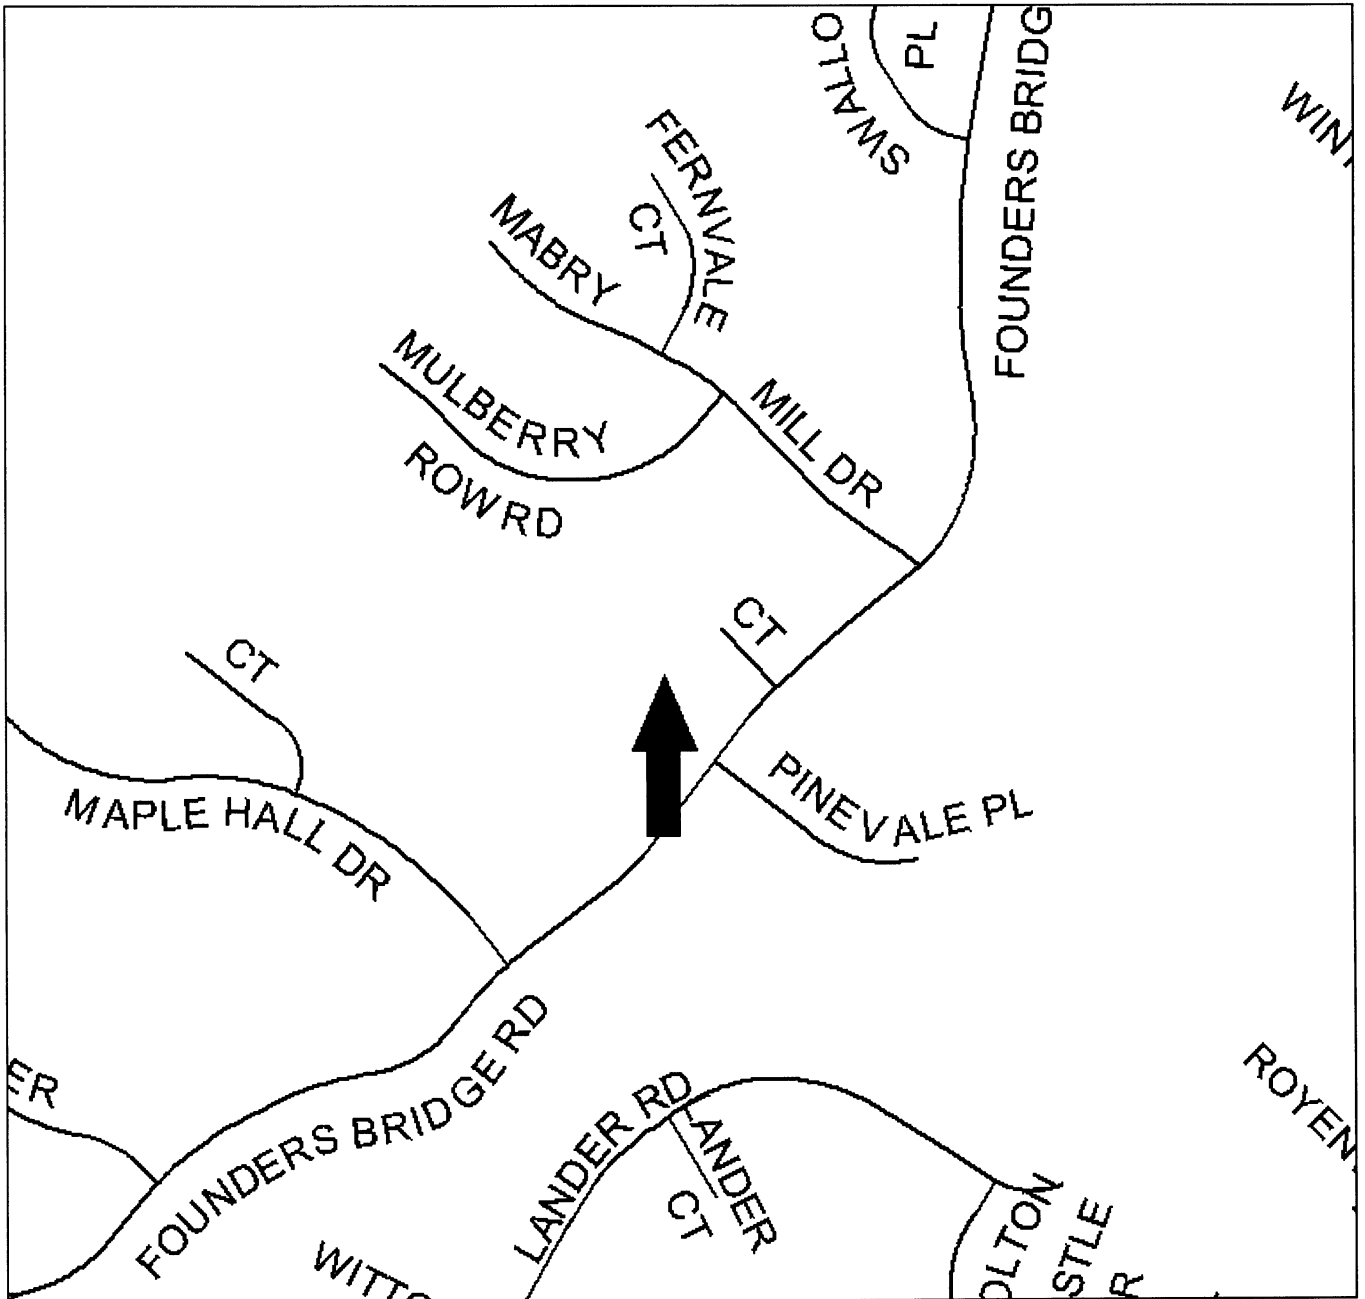 SWALLO
PL
FOUNDERS BRIDG
WIN
FERNVALE
CT
MABRY
MULBERRY
ROW RD
MILL DR
CT
CT
MAPLE HALL DR
PINEVALE PL
FOUNDERS BRIDGE RD
ER
LANDER RD
LANDER
CT
WITTO
OLTON
STLE
R
ROYEN